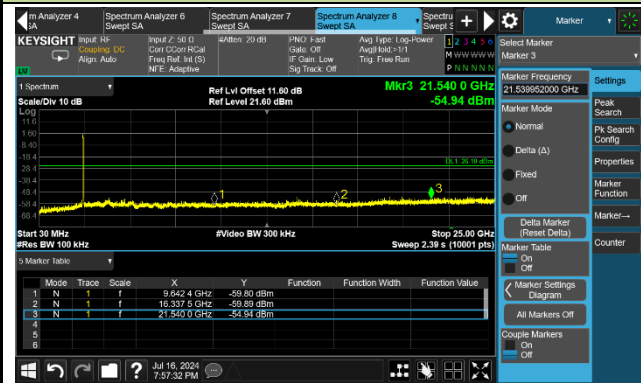 m Analyzer 4
SA
Spectrum Analyzer 6
Swept SA
Spectrum Analyzer 7
Swept SA
Spectrum Analyzer 8
Swept SA
Spectru
Swept S
Marker
KEYSIGHT
Input: RF
Coupling: DC
Align: Auto
Input Z: 50 Ω
Corr CCorr RCal
Freq Ref: Int (S)
NFE: Adaptive
#Atten: 20 dB
PNO: Fast
Gate: Off
IF Gain: Low
Sig Track: Off
Avg Type: Log-Power
Avg|Hold:>1/1
Trig: Free Run
1 2 3 4 5 6
M W W W W W
P N N N N N
LU
1 Spectrum
Scale/Div 10 dB
Ref Lvl Offset 11.60 dB
Ref Level 21.60 dBm
Mkr3 21.540 0 GHz
-54.94 dBm
Log
11.6
1.60
-8.40
-18.4
-28.4
-38.4
-48.4
-58.4
-68.4
DL1 -26.10 dBm
1
2
3
Start 30 MHz
#Res BW 100 kHz
#Video BW 300 kHz
Stop 25.00 GHz
Sweep 2.39 s (10001 pts)
5 Marker Table
Mode Trace Scale X Y Function Function Width Function Value
1 N 1 f 9.642 4 GHz -59.80 dBm
2 N 1 f 16.337 5 GHz -59.89 dBm
3 N 1 f 21.540 0 GHz -54.94 dBm
4
5
6
Jul 16, 2024
7:57:32 PM
Select Marker
Marker 3
Marker Frequency
21.539952000 GHz
Marker Mode
Normal
Delta (Δ)
Fixed
Off
Delta Marker
(Reset Delta)
Marker Table
On
Off
Marker Settings
Diagram
All Markers Off
Couple Markers
On
Off
Settings
Peak
Search
Pk Search
Config
Properties
Marker
Function
Marker→
Counter